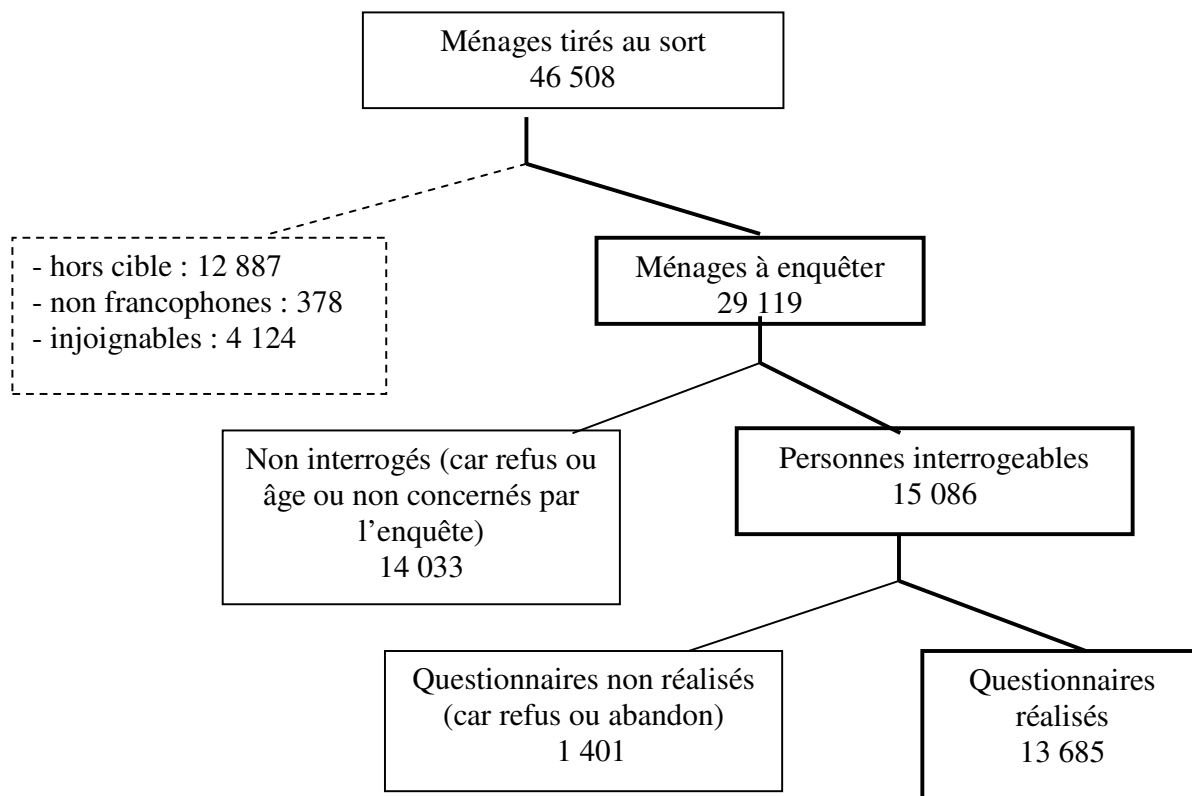 Ménages tirés au sort
46 508
- hors cible : 12 887
- non francophones : 378
- injoignables : 4 124
Ménages à enquêter
29 119
Non interrogés (car refus ou
âge ou non concernés par
l’enquête)
14 033
Personnes interrogeables
15 086
Questionnaires non réalisés
(car refus ou abandon)
1 401
Questionnaires
réalisés
13 685